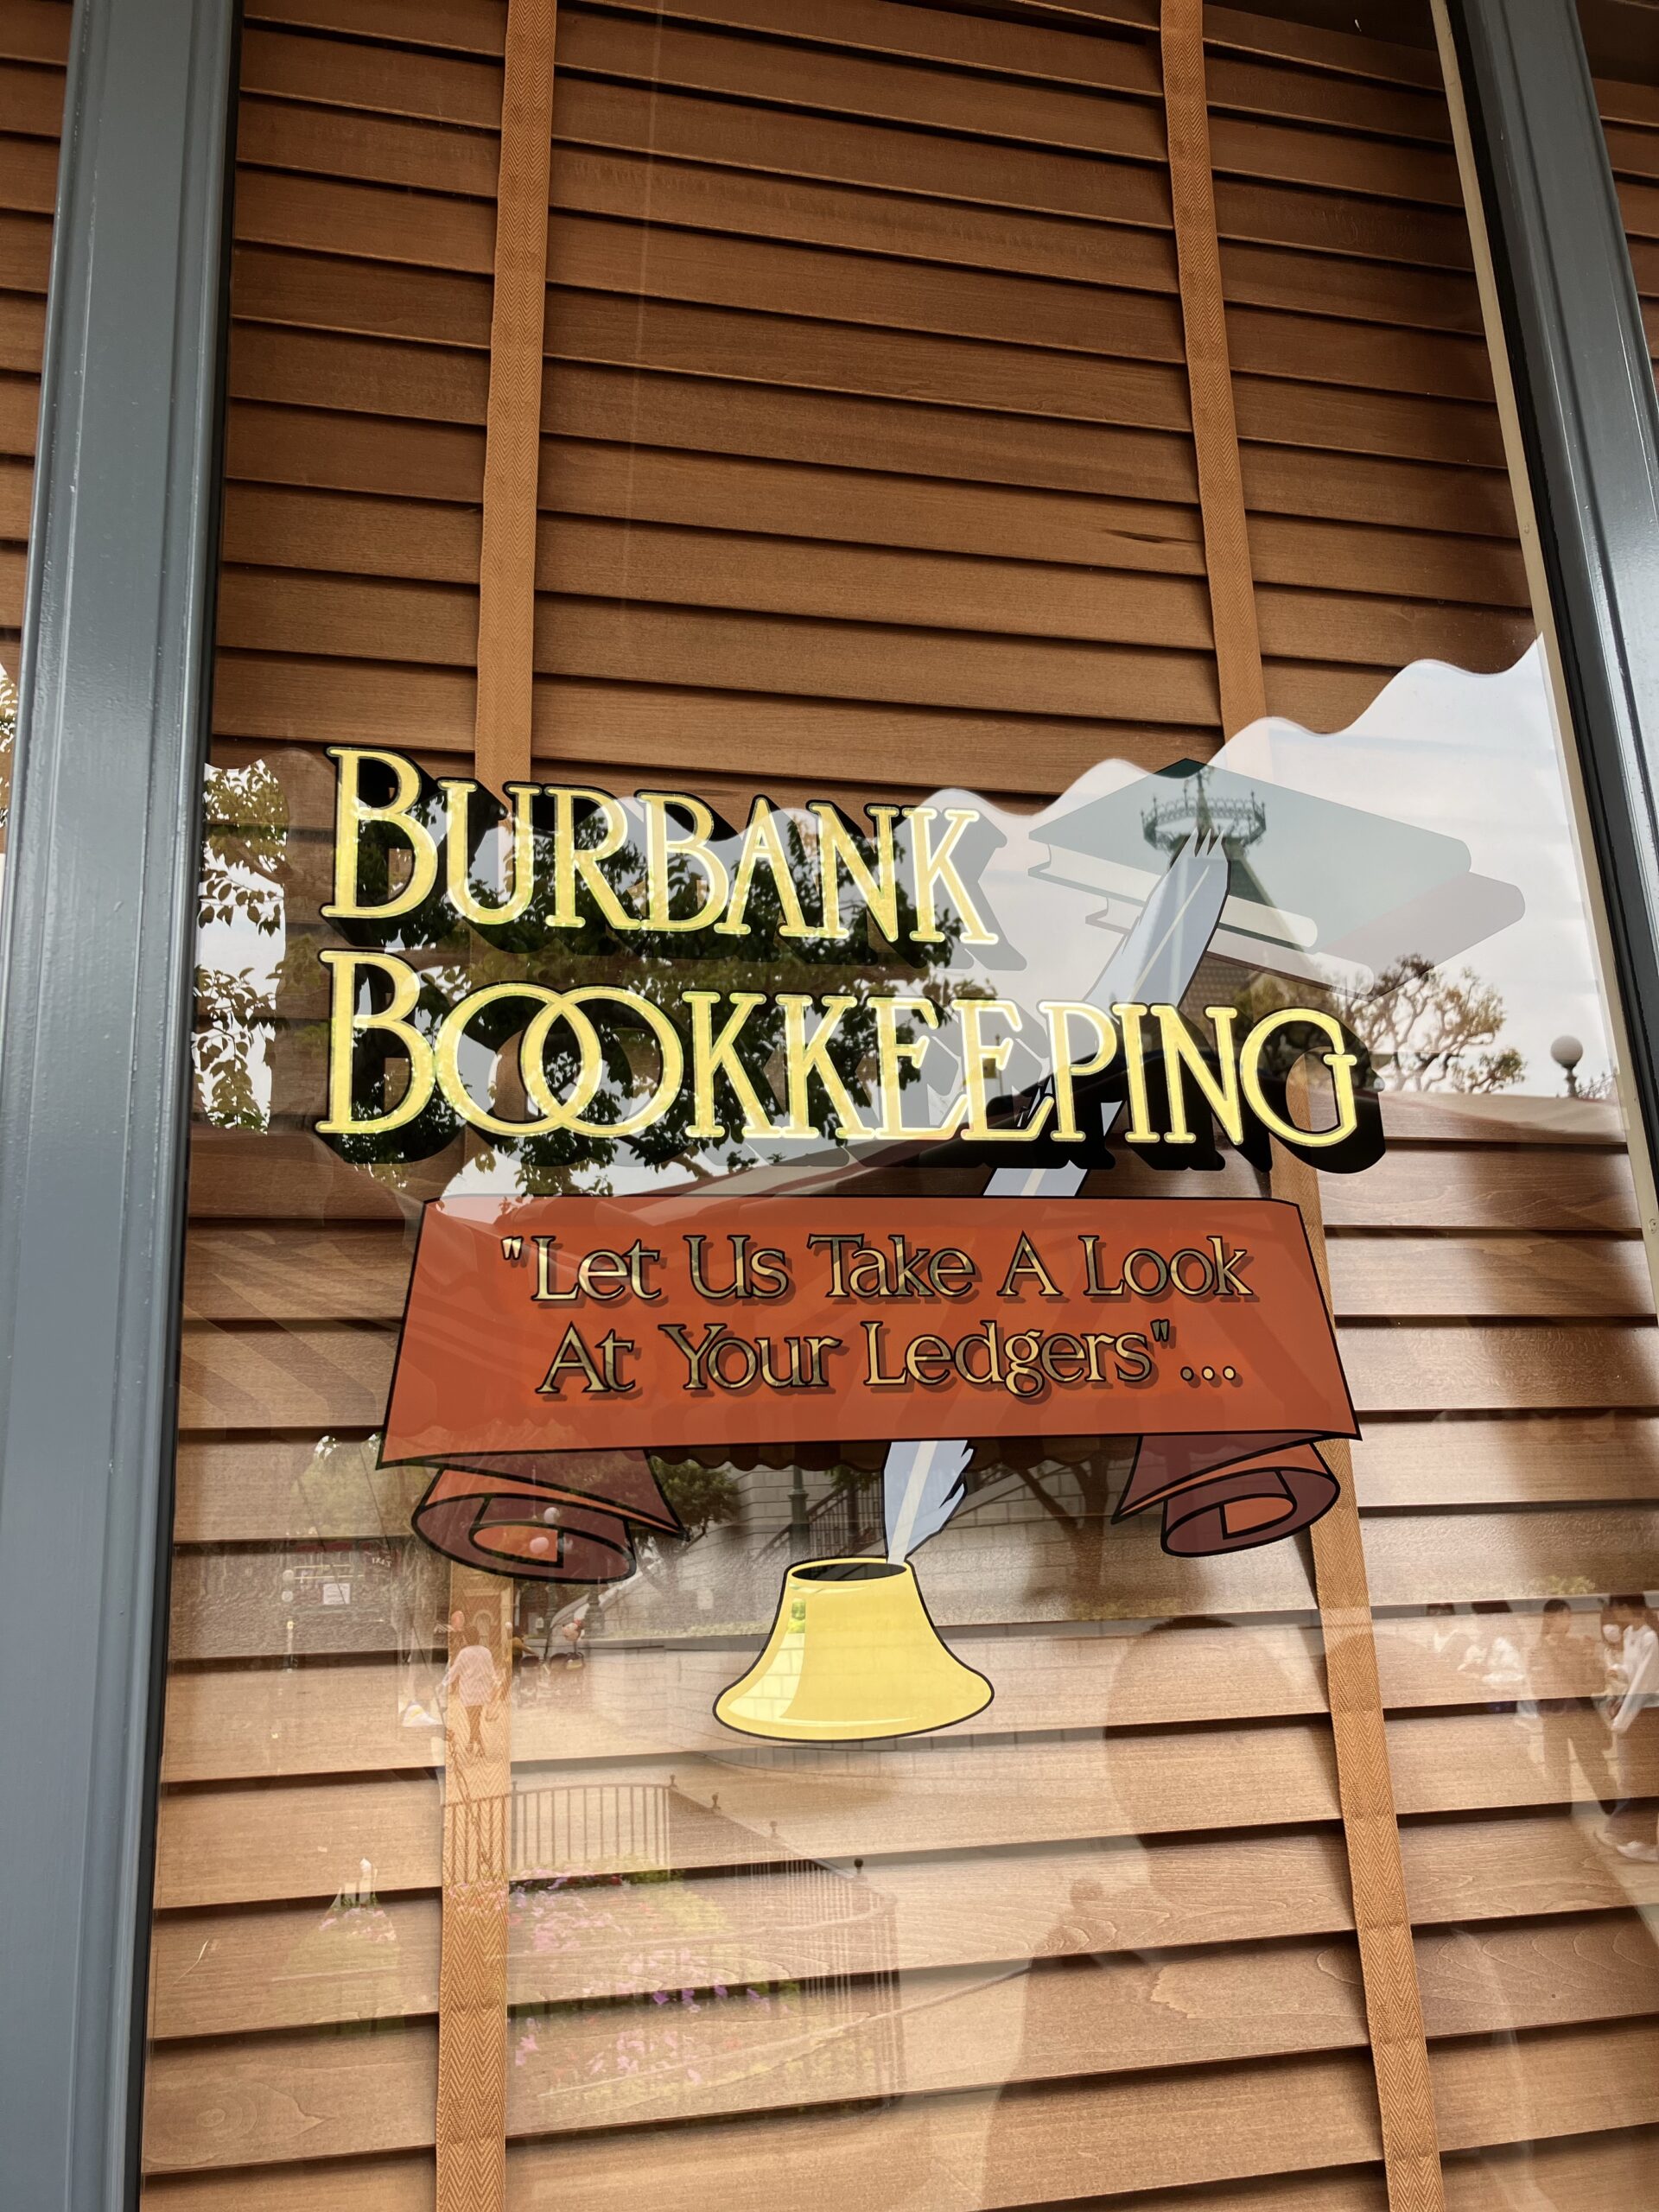 BURBANK
BOOKKEEPING
"Let Us Take A Look
At Your Ledgers"...